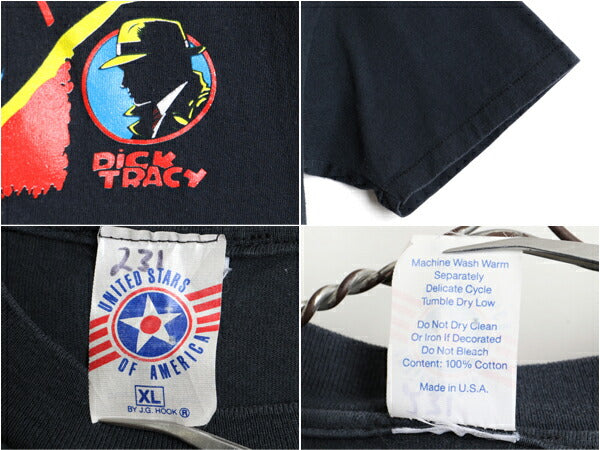 DICK
TRACY
231
UNITED STARS
OF AMERICA
XL
BY J.G. HOOK ®
Machine Wash Warm
Separately
Delicate Cycle
Tumble Dry Low
Do Not Dry Clean
Or Iron If Decorated
Do Not Bleach
Content: 100% Cotton
Made in U.S.A.
231